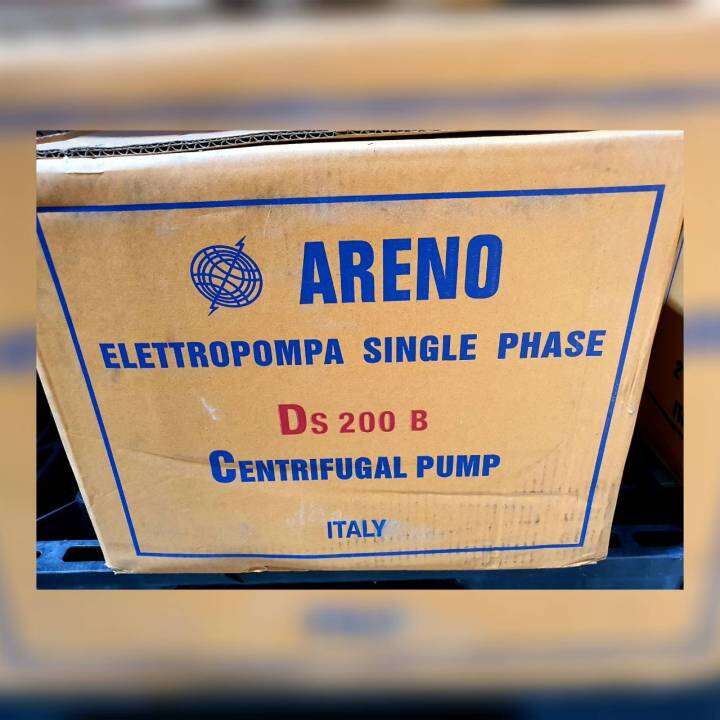 ARENO
ELETTROPOMPA SINGLE PHASE
Ds 200 B
CENTRIFUGAL PUMP
ITALY